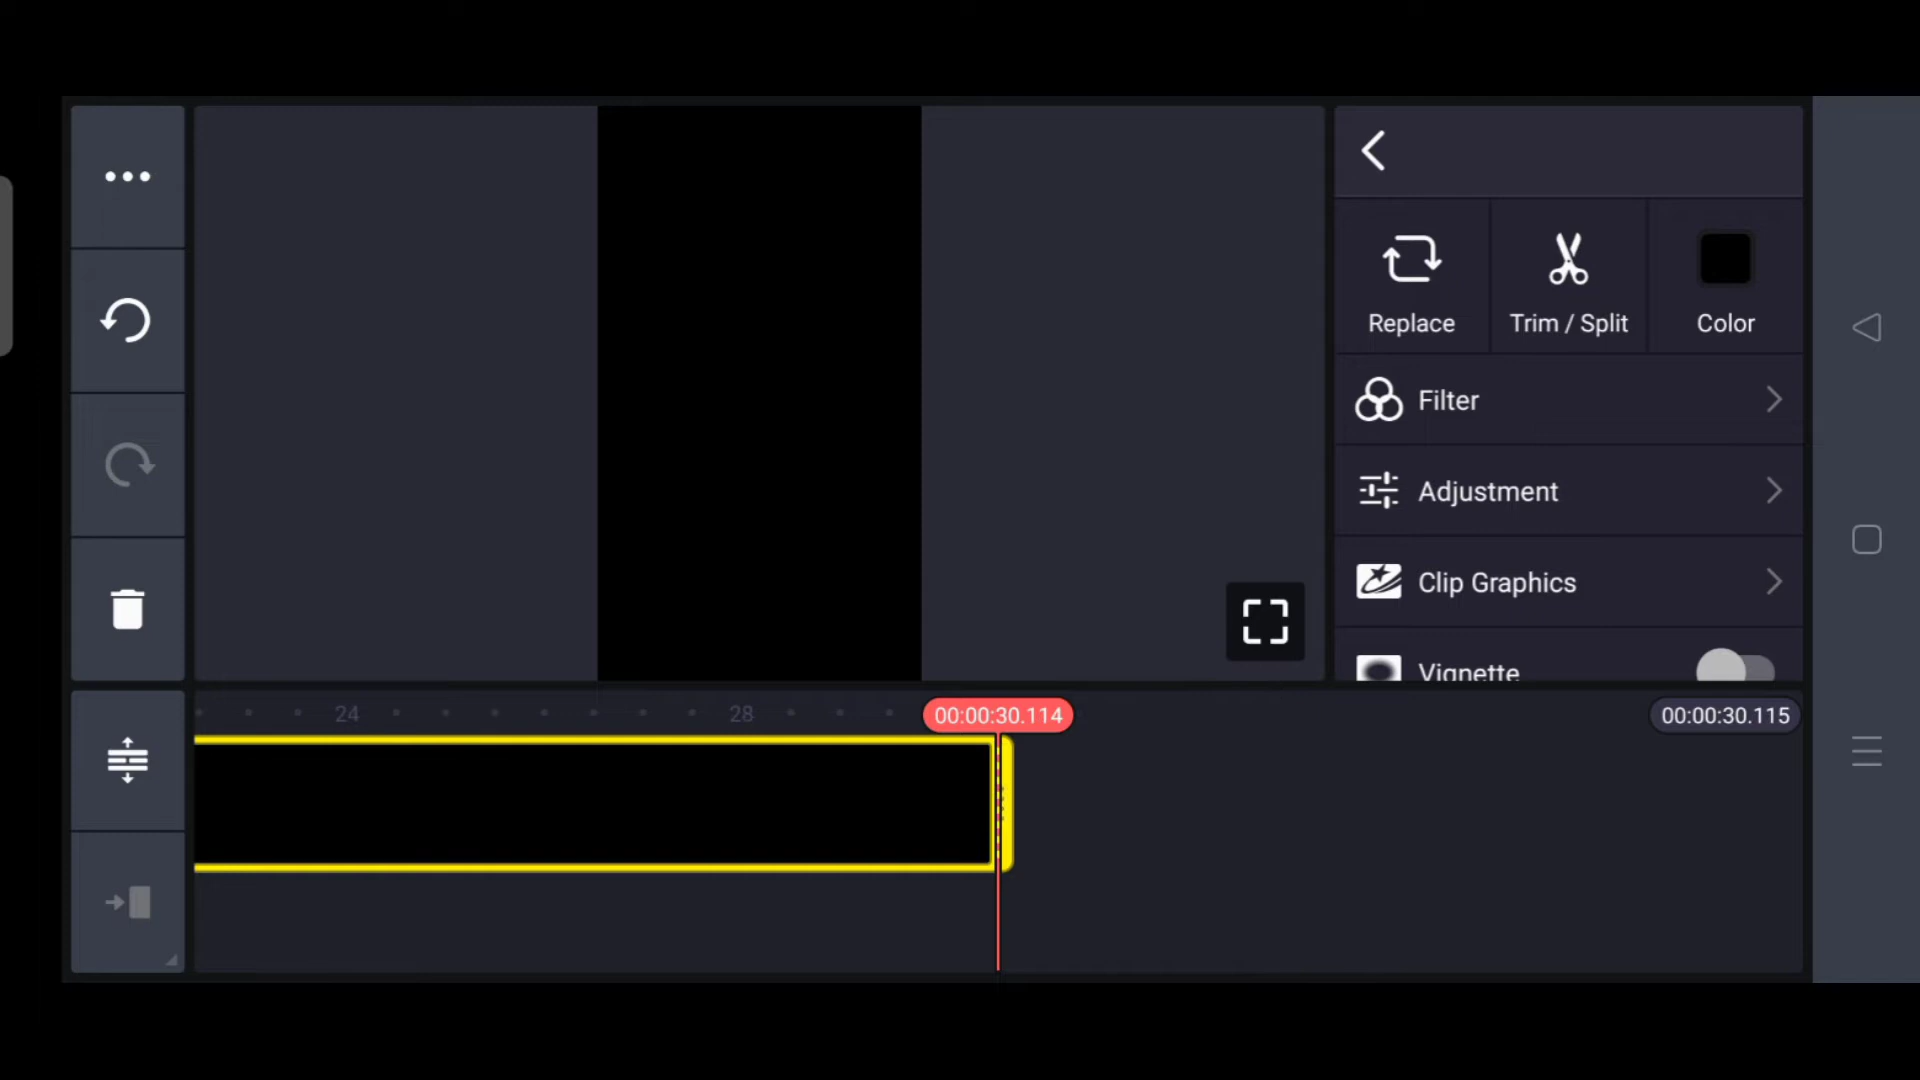 Replace
Trim / Split
Color
Filter
Adjustment
Clip Graphics
Vignette
24
28
00:00:30.114
00:00:30.115